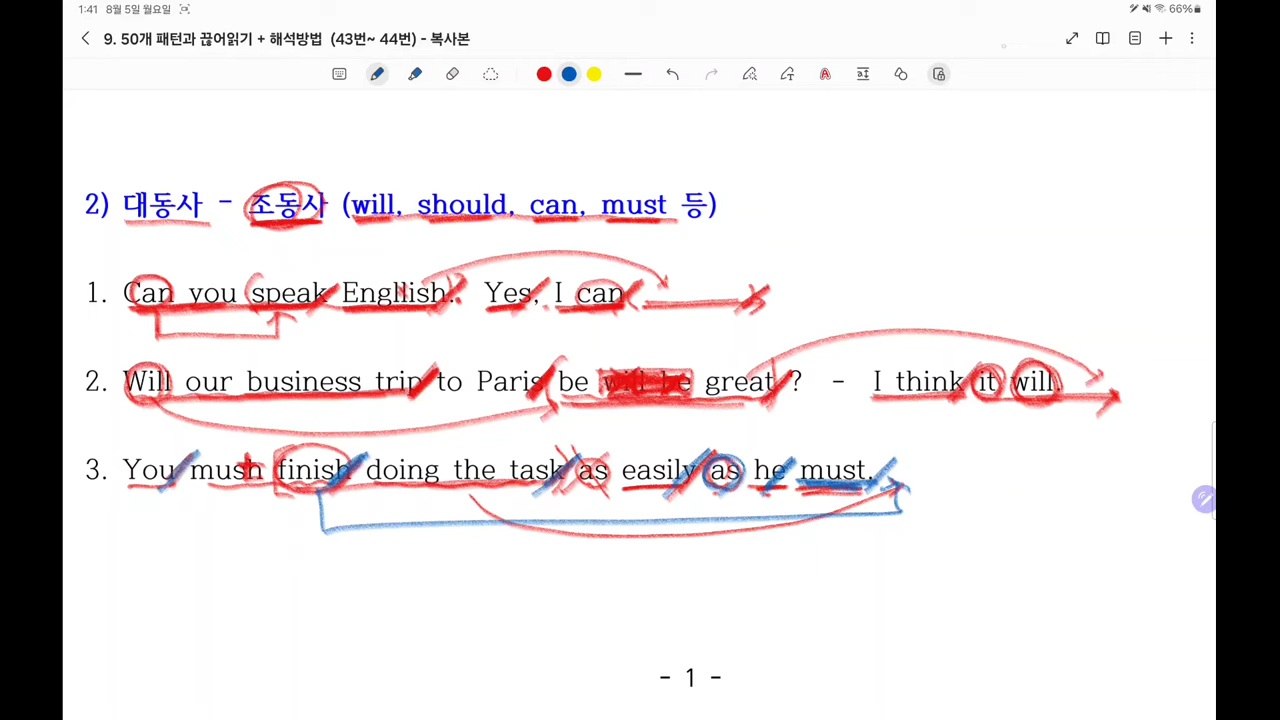 1:41 8월 5일 월요일 66%
9. 50개 패턴과 끊어읽기 + 해석방법 (43번~ 44번) - 복사본
2) 대동사 - 조동사 (will, should, can, must 등)
1. Can you speak Engllish. Yes, I can
2. Will our business trip to Paris be will be great ? - I think it will.
3. You mush finish doing the task as easily as he must.
- 1 -